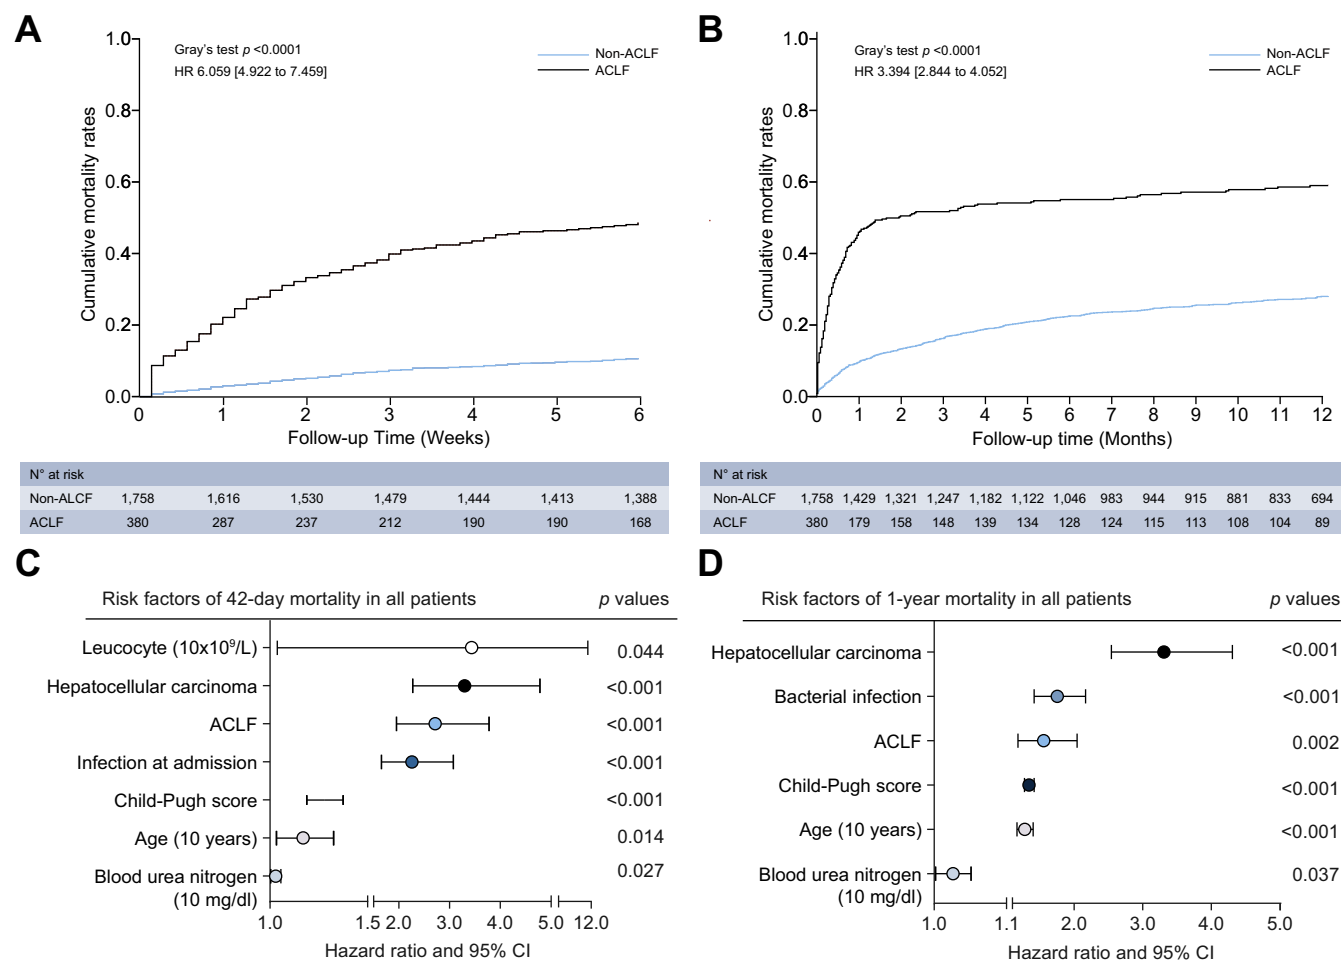 A
1.0
0.8
0.6
0.4
0.2
0.0
Cumulative mortality rates
Gray's test p <0.0001
HR 6.059 [4.922 to 7.459]
Non-ACLF
ACLF
0 1 2 3 4 5 6
Follow-up Time (Weeks)
N° at risk
Non-ALCF 1,758 1,616 1,530 1,479 1,444 1,413 1,388
ACLF 380 287 237 212 190 190 168
B
1.0
0.8
0.6
0.4
0.2
0.0
Cumulative mortality rates
Gray's test p <0.0001
HR 3.394 [2.844 to 4.052]
Non-ACLF
ACLF
0 1 2 3 4 5 6 7 8 9 10 11 12
Follow-up time (Months)
N° at risk
Non-ALCF 1,758 1,429 1,321 1,247 1,182 1,122 1,046 983 944 915 881 833 694
ACLF 380 179 158 148 139 134 128 124 115 113 108 104 89
C
Risk factors of 42-day mortality in all patients p values
Leucocyte (10x10⁹/L) 0.044
Hepatocellular carcinoma <0.001
ACLF <0.001
Infection at admission <0.001
Child-Pugh score <0.001
Age (10 years) 0.014
Blood urea nitrogen 0.027
(10 mg/dl)
1.0 1.5 2.0 3.0 4.0 5.0 12.0
Hazard ratio and 95% CI
D
Risk factors of 1-year mortality in all patients p values
Hepatocellular carcinoma <0.001
Bacterial infection <0.001
ACLF 0.002
Child-Pugh score <0.001
Age (10 years) <0.001
Blood urea nitrogen 0.037
(10 mg/dl)
1.0 1.1 2.0 3.0 4.0 5.0
Hazard ratio and 95% CI